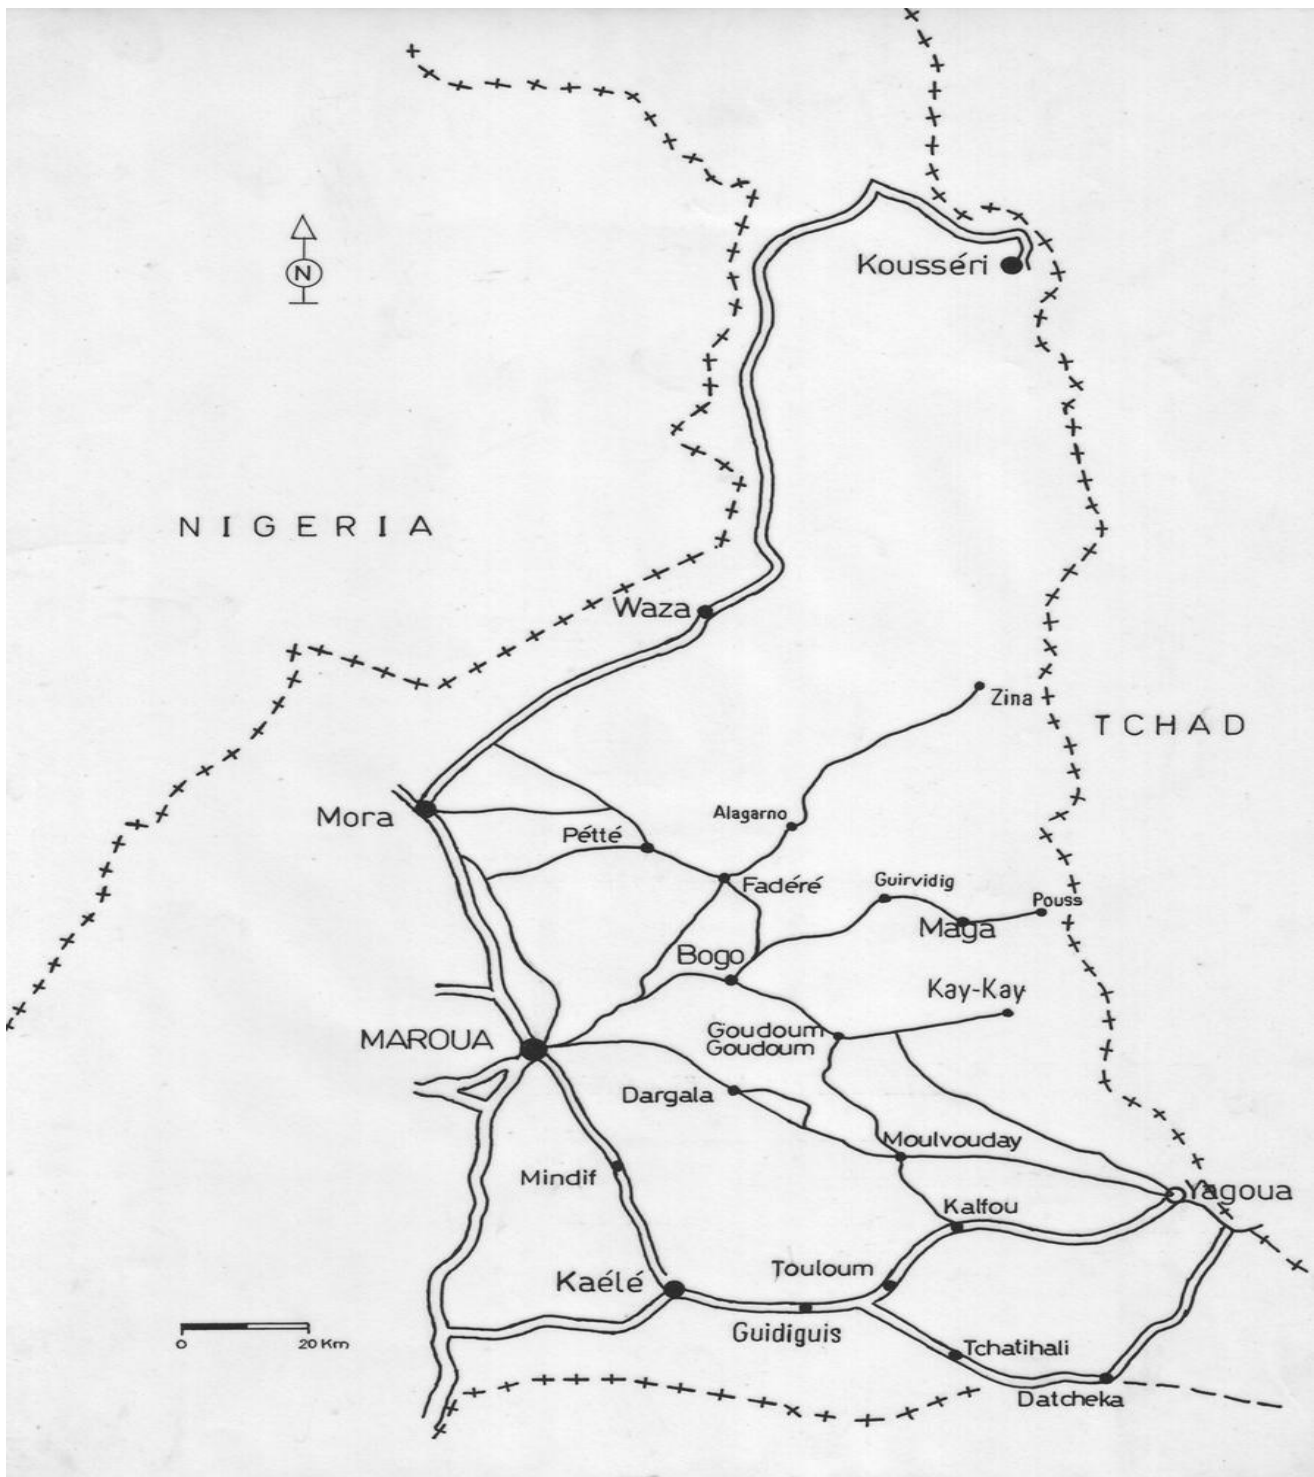 Kousséri
N
NIGERIA
Waza
Zina
TCHAD
Mora
Alagarno
Pétté
Fadéré
Guirvidig
Pouss
Maga
Bogo
Kay-Kay
MAROUA
Goudoum
Goudoum
Dargala
Moulvouday
Mindif
Yagoua
Kalfou
Touloum
Kaélé
Guidiguis
0 20 Km
Tchatihali
Datcheka